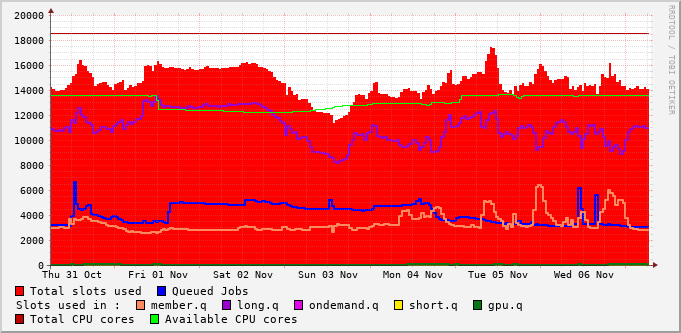 RRDTOOL / TOBI OETIKER
20000
18000
16000
14000
12000
10000
8000
6000
4000
2000
0
Thu 31 Oct Fri 01 Nov Sat 02 Nov Sun 03 Nov Mon 04 Nov Tue 05 Nov Wed 06 Nov
Total slots used Queued Jobs
Slots used in : member.q long.q ondemand.q short.q gpu.q
Total CPU cores Available CPU cores